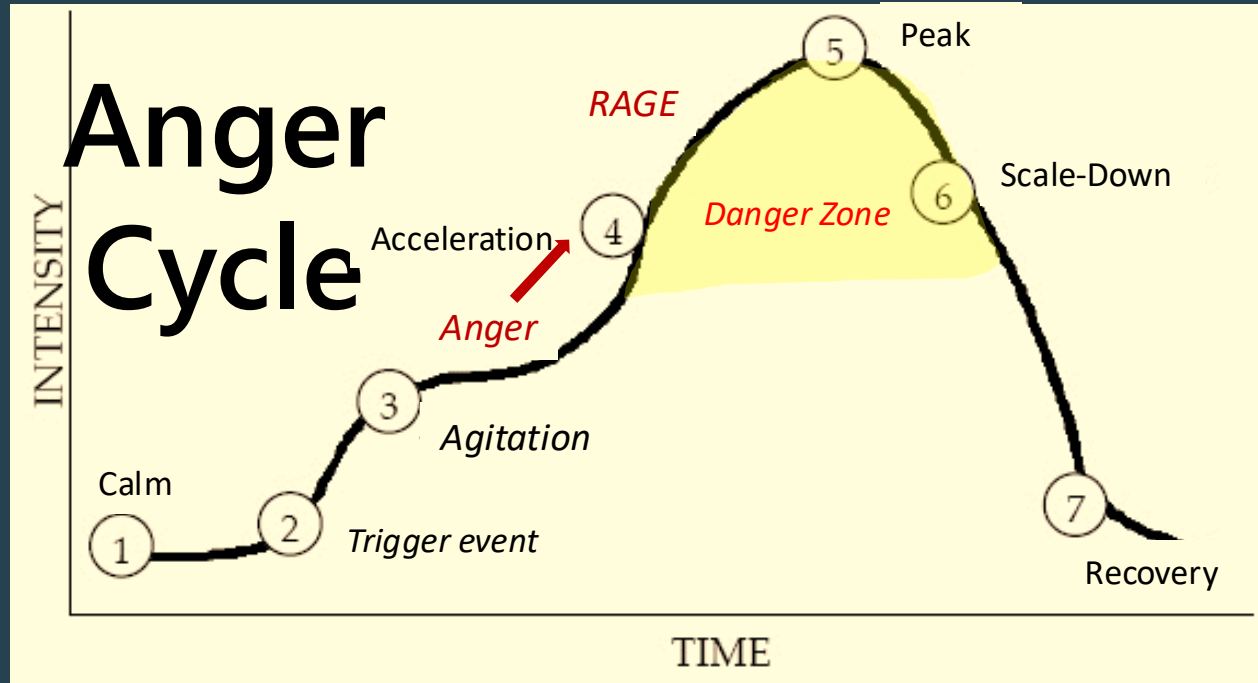 Anger
Cycle
INTENSITY
TIME
1
Calm
2
Trigger event
3
Agitation
Anger
Acceleration
4
RAGE
Danger Zone
5
Peak
6
Scale-Down
7
Recovery